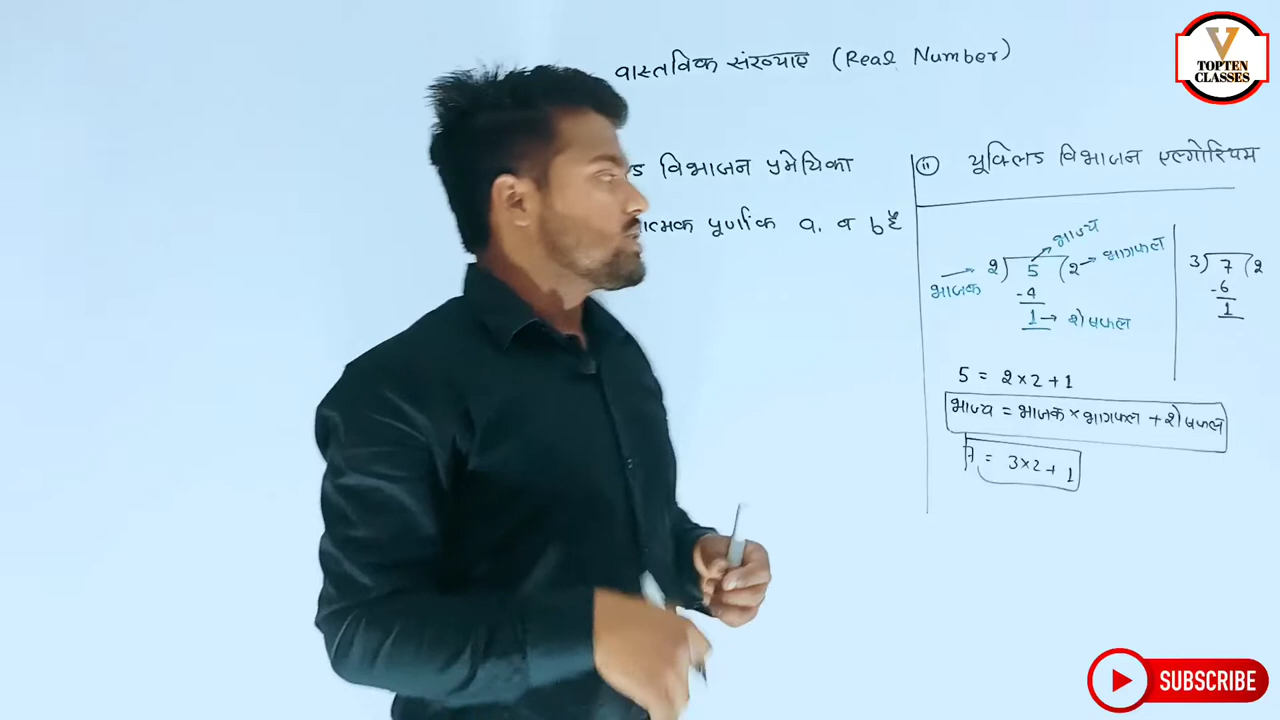 वास्तविक संख्याए (Real Number)
V
TOPTEN
CLASSES
विभाजन प्रमेयिका
पूर्णांक a, व b है
(ii) यूक्लिड विभाजन एल्गोरिथम
भाज्य
2) 5 (2 → भागफल
भाजक
-4
1 → शेषफल
3) 7 (2
-6
1
5 = 2×2+1
भाज्य = भाजक × भागफल + शेषफल
7 = 3×2+1
SUBSCRIBE